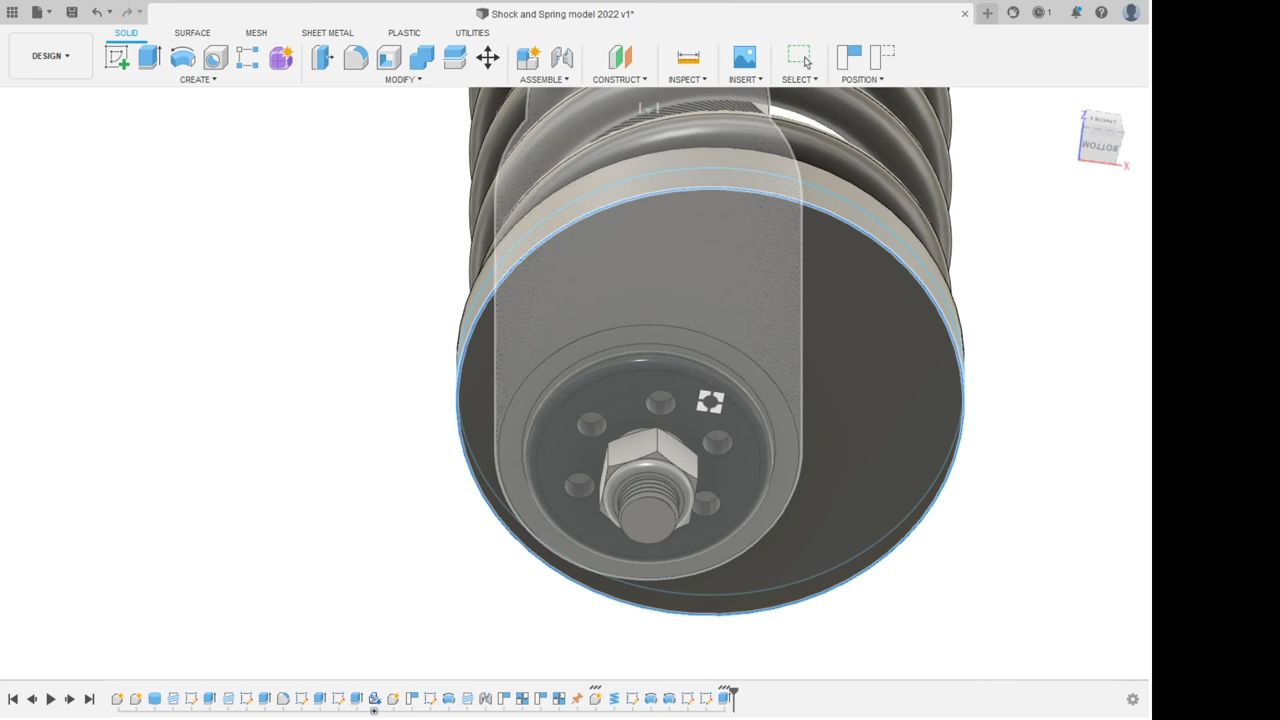 Shock and Spring model 2022 v1*
1
SOLID SURFACE MESH SHEET METAL PLASTIC UTILITIES
DESIGN
CREATE MODIFY ASSEMBLE CONSTRUCT INSPECT INSERT SELECT POSITION
Z
BOTTOM
X